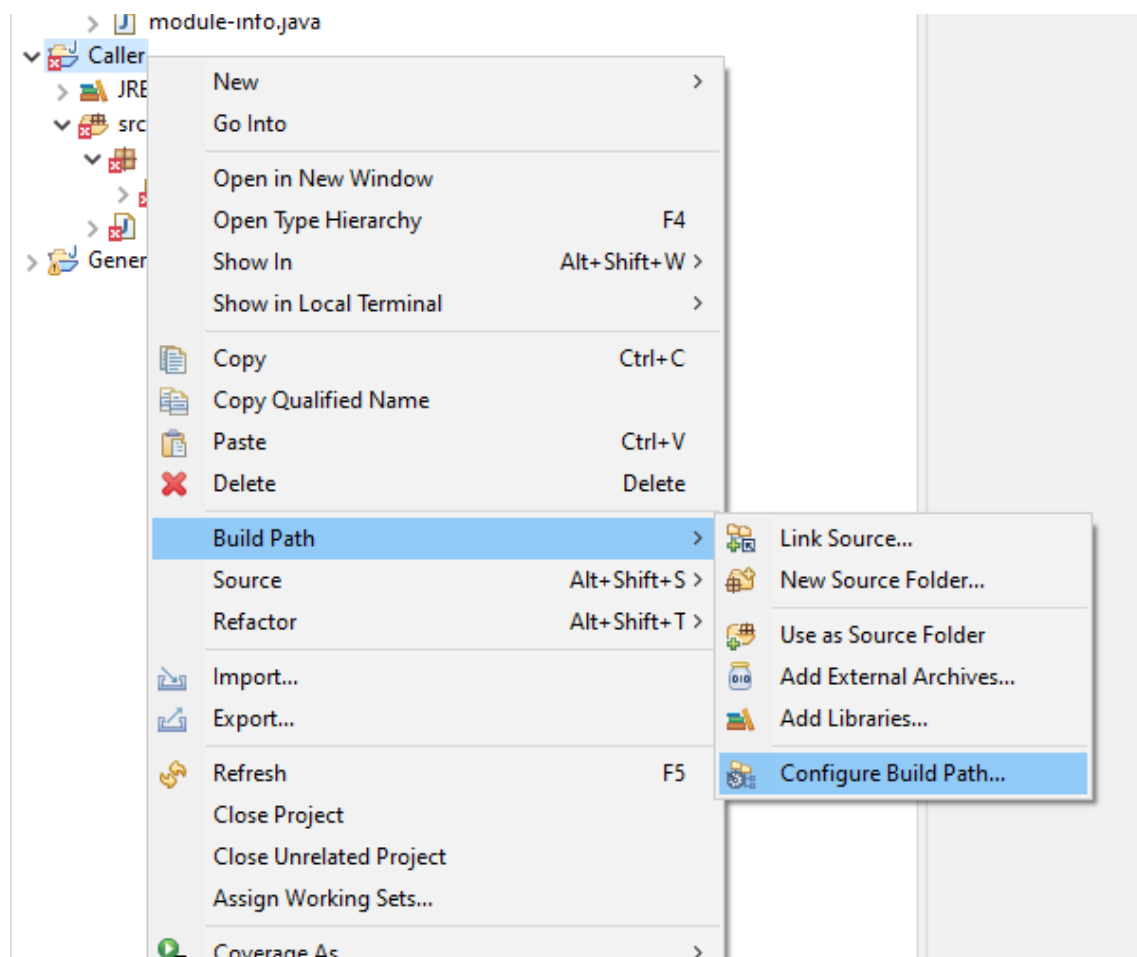 module-info.java
Caller
JRE
src
Gener
New
Go Into
Open in New Window
Open Type Hierarchy F4
Show In Alt+Shift+W >
Show in Local Terminal
Copy Ctrl+C
Copy Qualified Name
Paste Ctrl+V
Delete Delete
Build Path
Source Alt+Shift+S >
Refactor Alt+Shift+T >
Import...
Export...
Refresh F5
Close Project
Close Unrelated Project
Assign Working Sets...
Coverage As
Link Source...
New Source Folder...
Use as Source Folder
Add External Archives...
Add Libraries...
Configure Build Path...